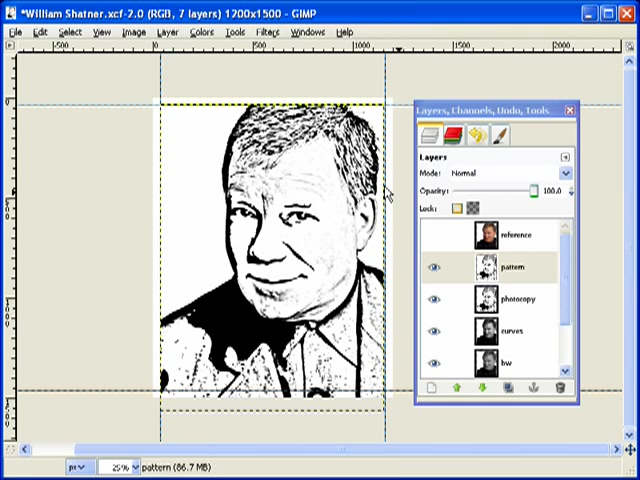 *William Shatner.xcf-2.0 (RGB, 7 layers) 1200x1500 - GIMP
File Edit Select View Image Layer Colors Tools Filters Windows Help
-500 0 500 1000 1500 2000
0
Layers, Channels, Undo, Tools
Layers
Mode: Normal
Opacity: 100.0
Lock:
reference
pattern
photocopy
curves
bw
px 25% pattern (86.7 MB)